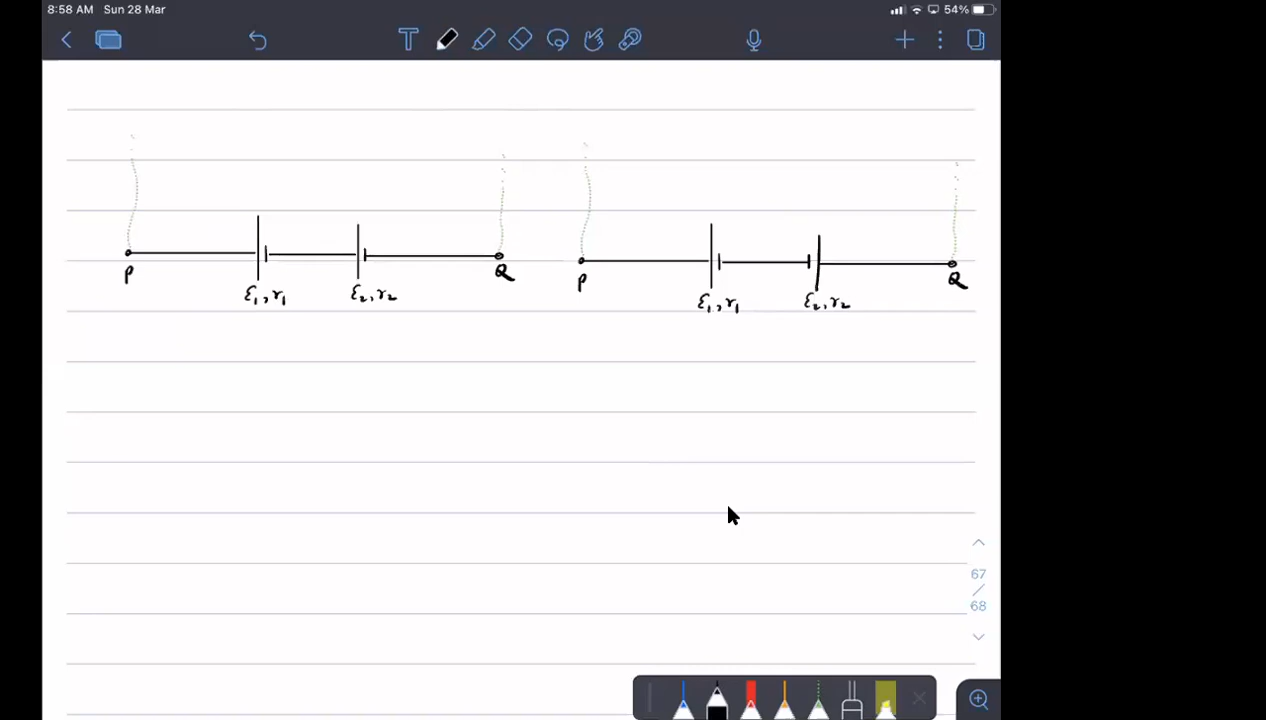 8:58 AM Sun 28 Mar 54%
T
P Q P Q
ε₁, r₁ ε₂, r₂ ε₁, r₁ ε₂, r₂
67
/
68